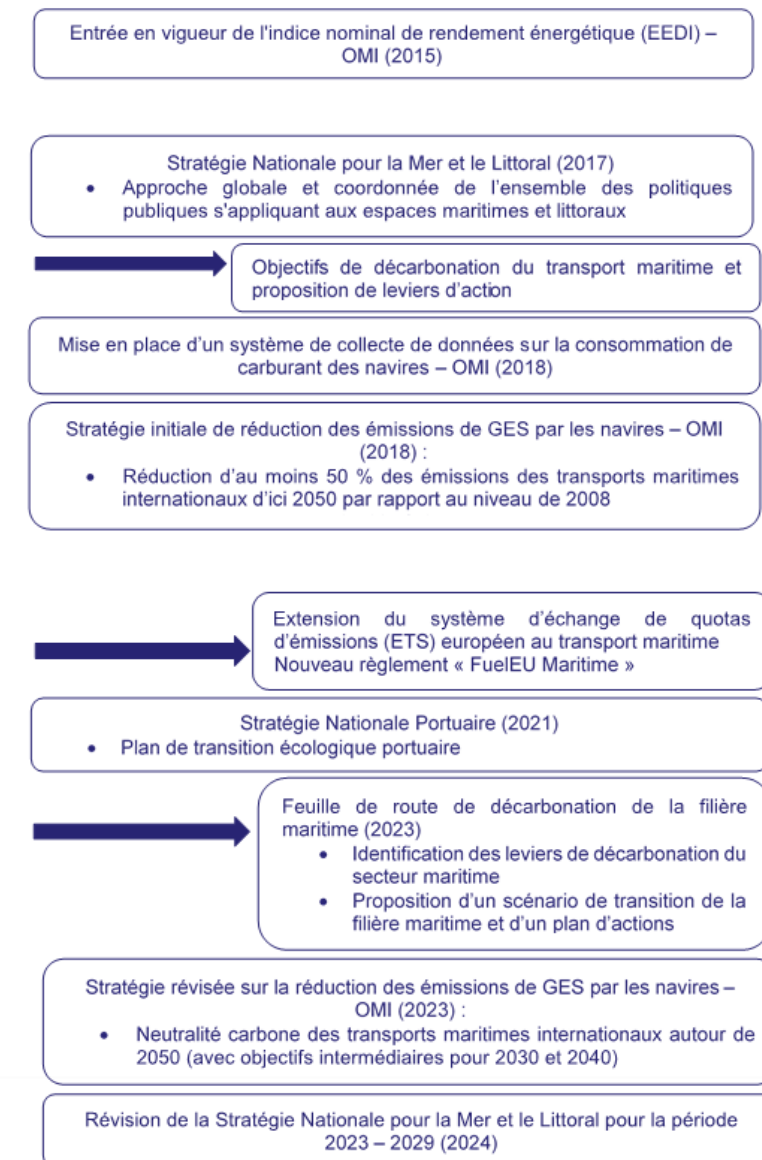 Entrée en vigueur de l'indice nominal de rendement énergétique (EEDI) –
OMI (2015)
Stratégie Nationale pour la Mer et le Littoral (2017)
• Approche globale et coordonnée de l'ensemble des politiques
publiques s'appliquant aux espaces maritimes et littoraux
Objectifs de décarbonation du transport maritime et
proposition de leviers d'action
Mise en place d'un système de collecte de données sur la consommation de
carburant des navires – OMI (2018)
Stratégie initiale de réduction des émissions de GES par les navires – OMI
(2018) :
• Réduction d'au moins 50 % des émissions des transports maritimes
internationaux d'ici 2050 par rapport au niveau de 2008
Extension du système d'échange de quotas
d'émissions (ETS) européen au transport maritime
Nouveau règlement « FuelEU Maritime »
Stratégie Nationale Portuaire (2021)
• Plan de transition écologique portuaire
Feuille de route de décarbonation de la filière
maritime (2023)
• Identification des leviers de décarbonation du
secteur maritime
• Proposition d'un scénario de transition de la
filière maritime et d'un plan d'actions
Stratégie révisée sur la réduction des émissions de GES par les navires –
OMI (2023) :
• Neutralité carbone des transports maritimes internationaux autour de
2050 (avec objectifs intermédiaires pour 2030 et 2040)
Révision de la Stratégie Nationale pour la Mer et le Littoral pour la période
2023 – 2029 (2024)